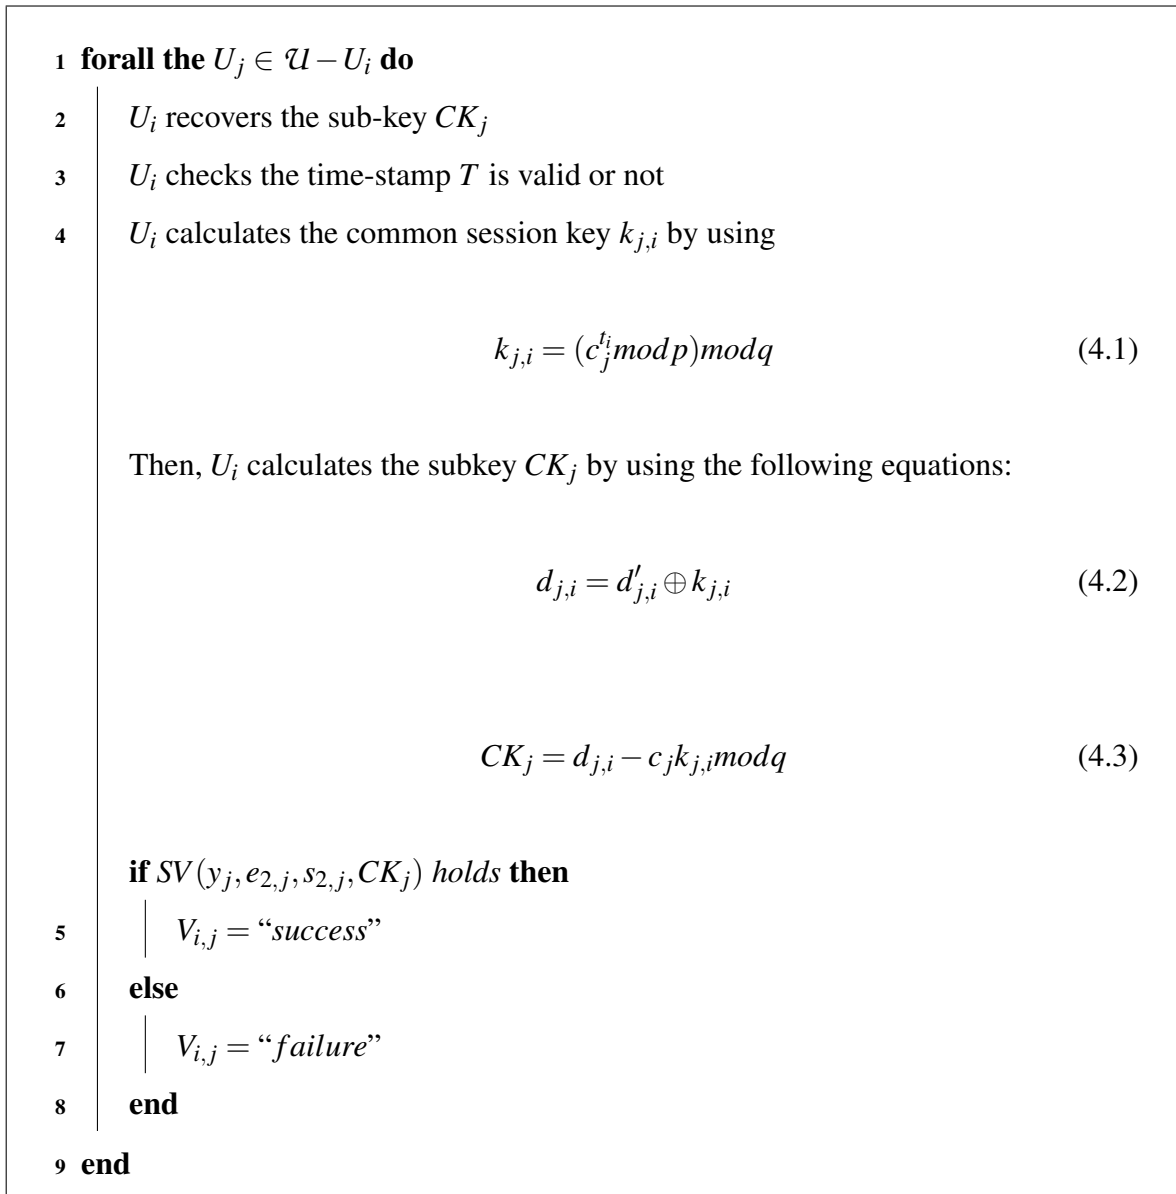 1 forall the U_j ∈ 𝒰 − U_i do
2 U_i recovers the sub-key CK_j
3 U_i checks the time-stamp T is valid or not
4 U_i calculates the common session key k_{j,i} by using
k_{j,i} = (c_j^{t_i} mod p) mod q (4.1)
Then, U_i calculates the subkey CK_j by using the following equations:
d_{j,i} = d′_{j,i} ⊕ k_{j,i} (4.2)
CK_j = d_{j,i} − c_j k_{j,i} mod q (4.3)
if SV(y_j, e_{2,j}, s_{2,j}, CK_j) holds then
5 V_{i,j} = “success”
6 else
7 V_{i,j} = “failure”
8 end
9 end